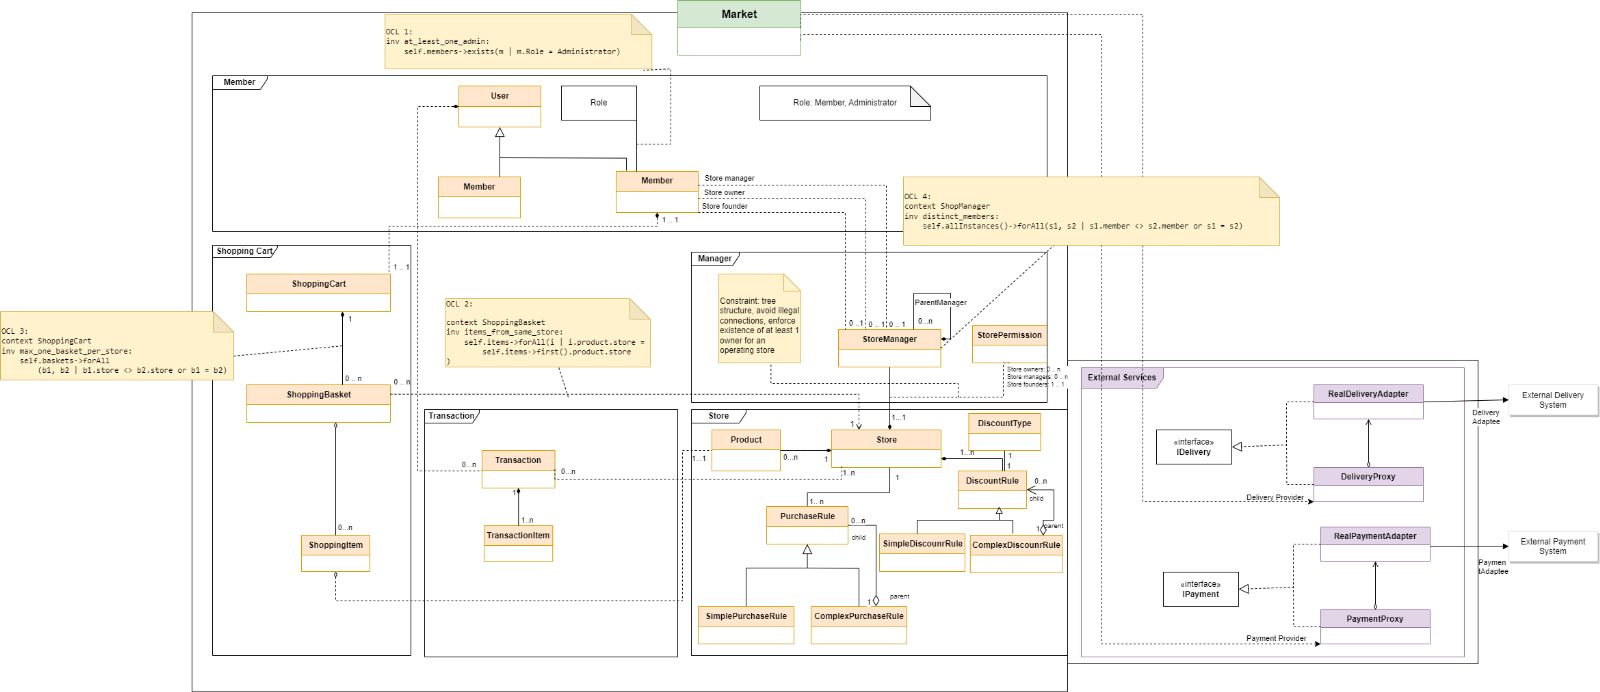 Market
OCL 1:
inv at_least_one_admin:
self.members->exists(m | m.Role = Administrator)
Member
User
Role
Role: Member, Administrator
Member
Member
Store manager
Store owner
Store founder
1 .. 1
OCL 4:
context ShopManager
inv distinct_members:
self.allInstances()->forAll(s1, s2 | s1.member <> s2.member or s1 = s2)
Shopping Cart
1 .. 1
ShoppingCart
1
OCL 3:
context ShoppingCart
inv max_one_basket_per_store:
self.baskets->forAll
(b1, b2 | b1.store <> b2.store or b1 = b2)
0...n
0...n
ShoppingBasket
0...n
ShoppingItem
OCL 2:
context ShoppingBasket
inv items_from_same_store:
self.items->forAll(i | i.product.store =
self.items->first().product.store
)
Manager
Constraint: tree
structure, avoid illegal
connections, enforce
existence of at least 1
owner for an
operating store
ParentManager
0...n
0...1
0...1
0...1
StoreManager
StorePermission
Store owners: 0...n
Store managers: 0...n
Store founders: 1...1
1...1
Transaction
0...n
Transaction
0...n
1
1..n
TransactionItem
Store
1
Product
1...1
0...n
1
Store
1..n
1
1...n
DiscountType
1
1
DiscountRule
0...n
child
1..n
PurchaseRule
0...n
child
1
parent
SimpleDiscounrRule
ComplexDiscounrRule
1
parent
SimplePurchaseRule
ComplexPurchaseRule
External Services
RealDeliveryAdapter
External Delivery
System
Delivery
Adaptee
«interface»
IDelivery
DeliveryProxy
Delivery Provider
RealPaymentAdapter
External Payment
System
Paymen
tAdaptee
«interface»
IPayment
PaymentProxy
Payment Provider